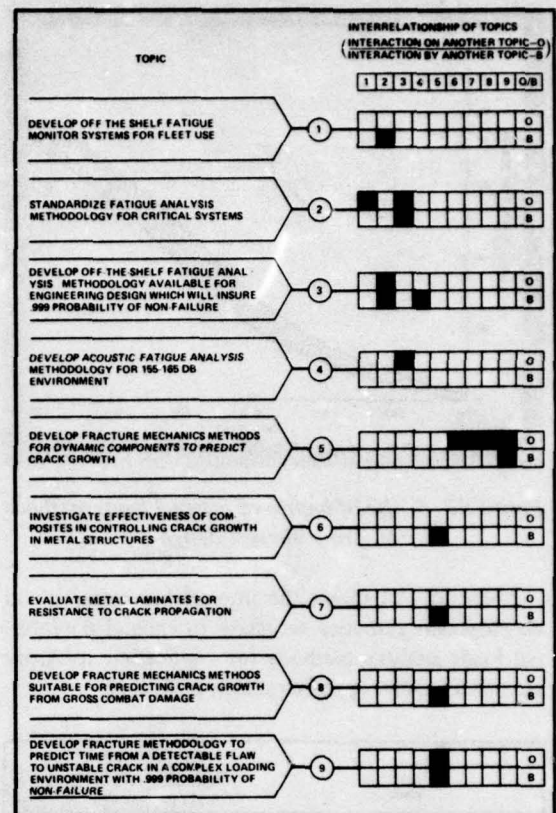 INTERRELATIONSHIP OF TOPICS
(INTERACTION ON ANOTHER TOPIC-O)
(INTERACTION BY ANOTHER TOPIC-B)
TOPIC
1 2 3 4 5 6 7 8 9 O/B
DEVELOP OFF THE SHELF FATIGUE
MONITOR SYSTEMS FOR FLEET USE
1
O
B
STANDARDIZE FATIGUE ANALYSIS
METHODOLOGY FOR CRITICAL SYSTEMS
2
O
B
DEVELOP OFF THE SHELF FATIGUE ANAL-
YSIS METHODOLOGY AVAILABLE FOR
ENGINEERING DESIGN WHICH WILL INSURE
.999 PROBABILITY OF NON FAILURE
3
O
B
DEVELOP ACOUSTIC FATIGUE ANALYSIS
METHODOLOGY FOR 155-165 DB
ENVIRONMENT
4
O
B
DEVELOP FRACTURE MECHANICS METHODS
FOR DYNAMIC COMPONENTS TO PREDICT
CRACK GROWTH
5
O
B
INVESTIGATE EFFECTIVENESS OF COM-
POSITES IN CONTROLLING CRACK GROWTH
IN METAL STRUCTURES
6
O
B
EVALUATE METAL LAMINATES FOR
RESISTANCE TO CRACK PROPAGATION
7
O
B
DEVELOP FRACTURE MECHANICS METHODS
SUITABLE FOR PREDICTING CRACK GROWTH
FROM GROSS COMBAT DAMAGE
8
O
B
DEVELOP FRACTURE METHODOLOGY TO
PREDICT TIME FROM A DETECTABLE FLAW
TO UNSTABLE CRACK IN A COMPLEX LOADING
ENVIRONMENT WITH .999 PROBABILITY OF
NON-FAILURE
9
O
B